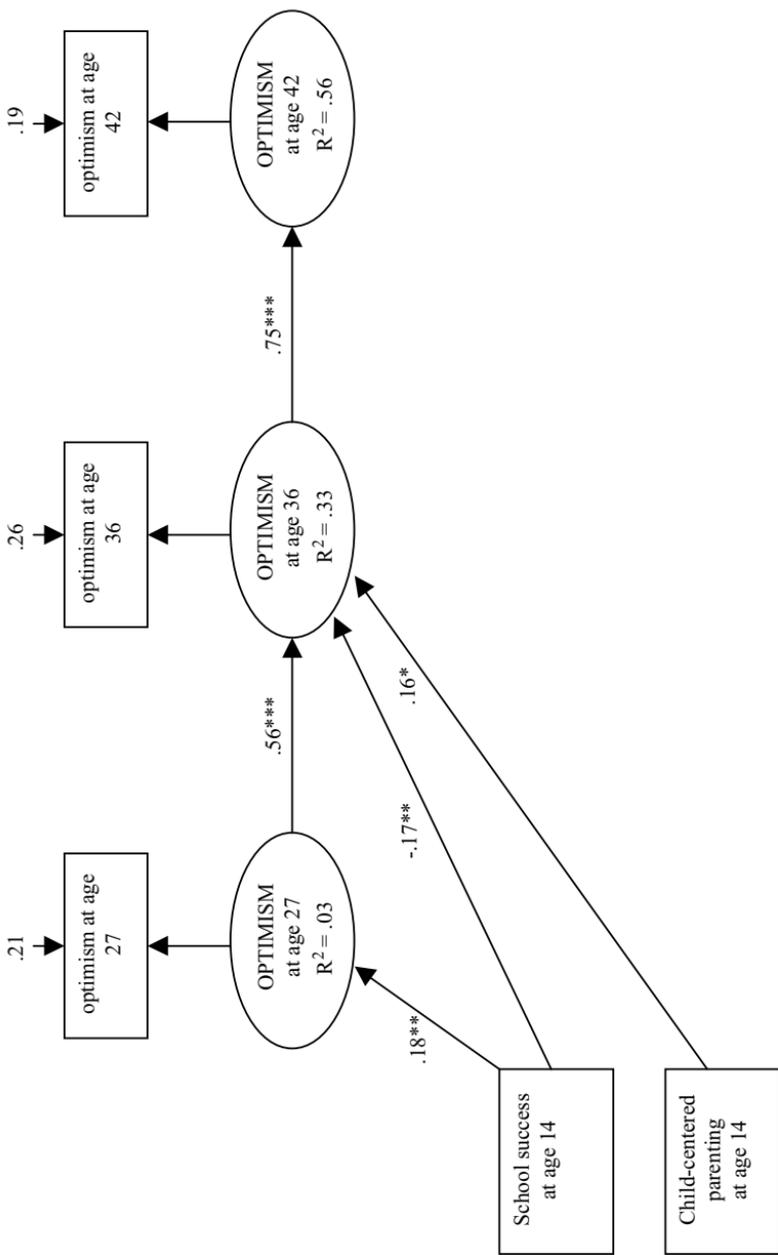 .21
optimism at age
27
OPTIMISM
at age 27
R² = .03
.56***
.26
optimism at age
36
OPTIMISM
at age 36
R² = .33
.75***
.19
optimism at age
42
OPTIMISM
at age 42
R² = .56
.18**
-.17**
.16*
School success
at age 14
Child-centered
parenting
at age 14